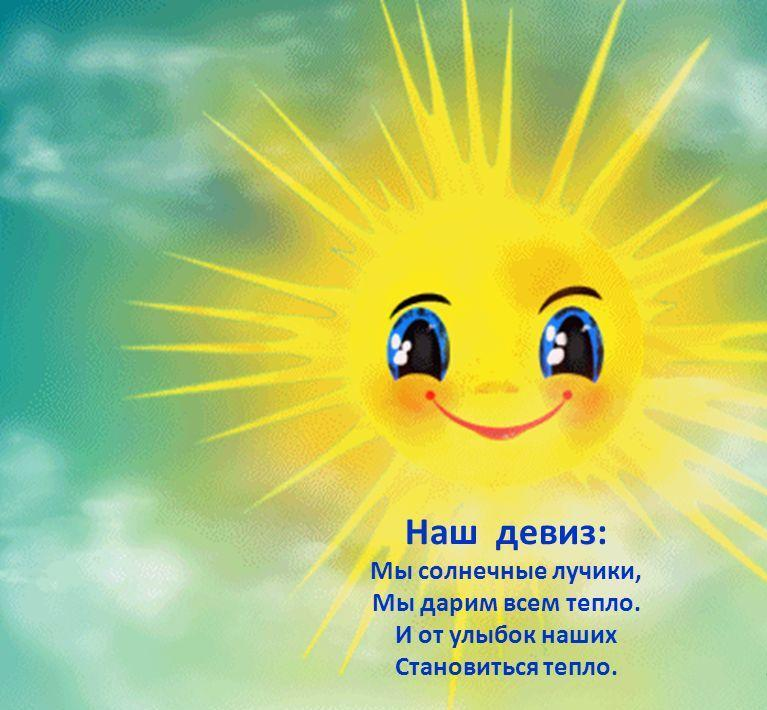 Наш девиз:
Мы солнечные лучики,
Мы дарим всем тепло.
И от улыбок наших
Становиться тепло.